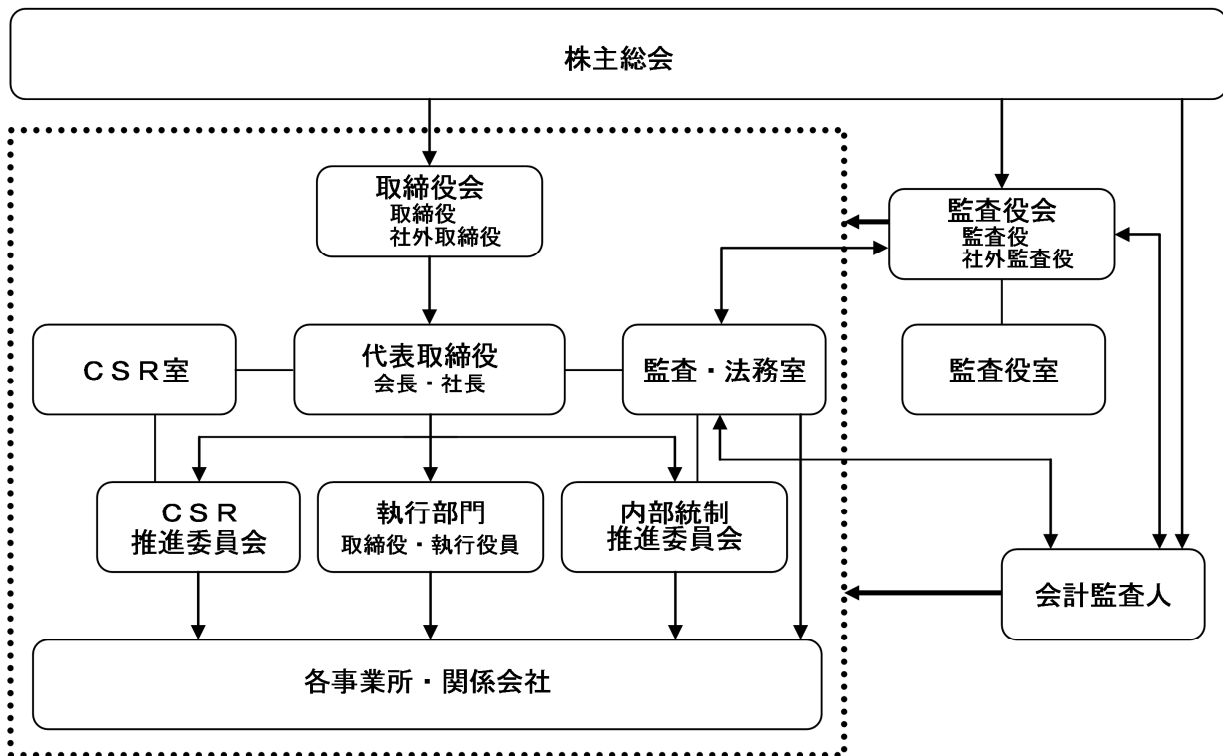 株主総会
取締役会
取締役
社外取締役
監査役会
監査役
社外監査役
ＣＳＲ室
代表取締役
会長・社長
監査・法務室
監査役室
ＣＳＲ
推進委員会
執行部門
取締役・執行役員
内部統制
推進委員会
会計監査人
各事業所・関係会社